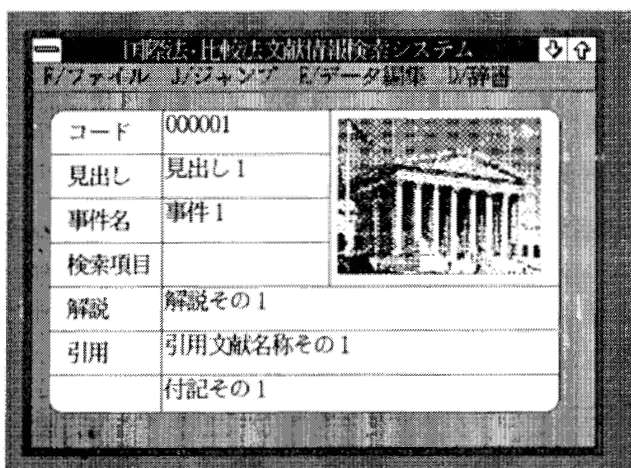 国際法・比較法文献情報検索システム
F/ファイル J/ジャンプ E/データ編集 D/辞書
コード 000001
見出し 見出し1
事件名 事件1
検索項目
解説 解説その1
引用 引用文献名称その1
付記その1